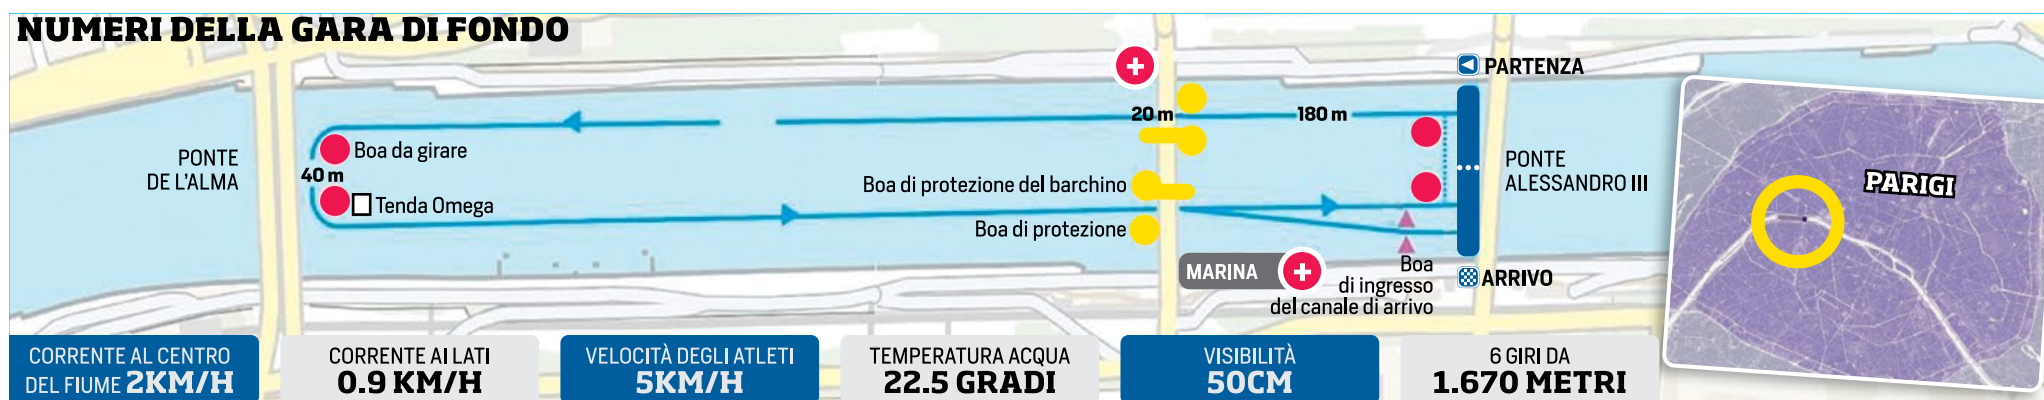 NUMERI DELLA GARA DI FONDO
PARTENZA
20 m
180 m
PONTE
DE L'ALMA
Boa da girare
40 m
Tenda Omega
Boa di protezione del barchino
Boa di protezione
PONTE
ALESSANDRO III
PARIGI
MARINA
Boa
di ingresso
del canale di arrivo
ARRIVO
CORRENTE AL CENTRO
DEL FIUME 2KM/H
CORRENTE AI LATI
0.9 KM/H
VELOCITÀ DEGLI ATLETI
5KM/H
TEMPERATURA ACQUA
22.5 GRADI
VISIBILITÀ
50CM
6 GIRI DA
1.670 METRI